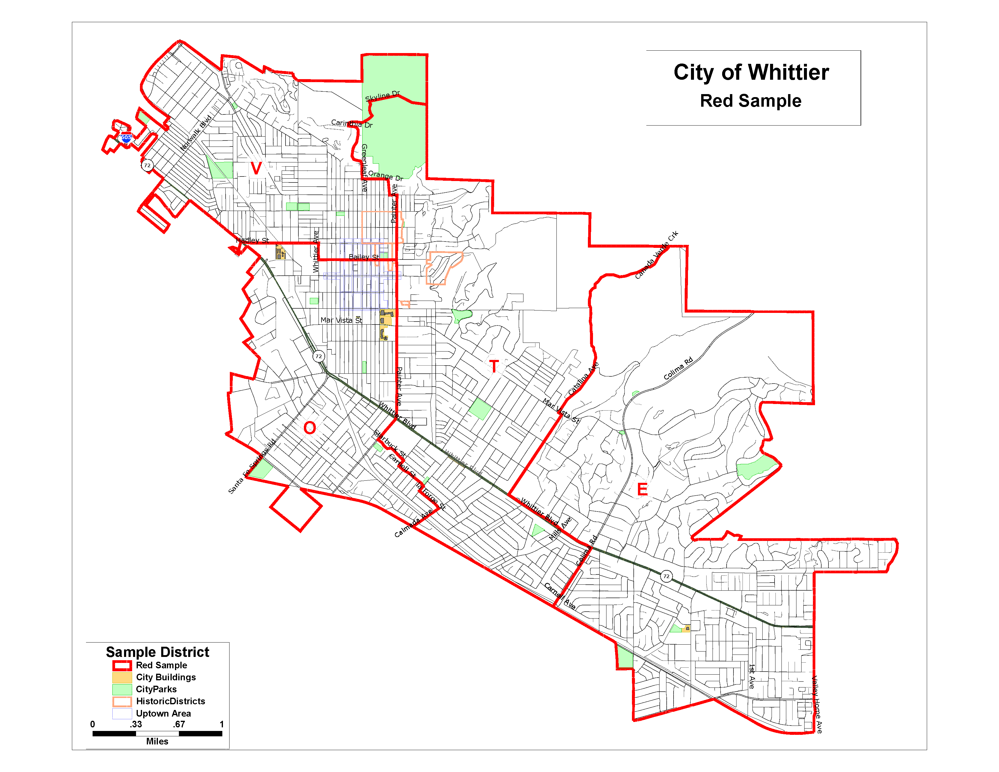 City of Whittier
Red Sample
Skyline Dr
Carinthia Dr
Norwalk Blvd
605
72
V
Greenleaf Ave
Orange Dr
Painter Ave
Hadley St
Whittier Ave
Bailey St
Canada Verde Crk
Mar Vista St
72
T
Colima Rd
Catalina Ave
Painter Ave
Mar Vista St
Whittier Blvd
O
Starbuck St
Santa Fe Springs Rd
Carnell St
Whittier Blvd
Ila Forge St
E
Whittier Blvd
Calmada Ave
Mills Ave
Colima Rd
72
Carnell Ave
1st Ave
Valley Home Ave
Sample District
Red Sample
City Buildings
CityParks
HistoricDistricts
Uptown Area
0 .33 .67 1
Miles